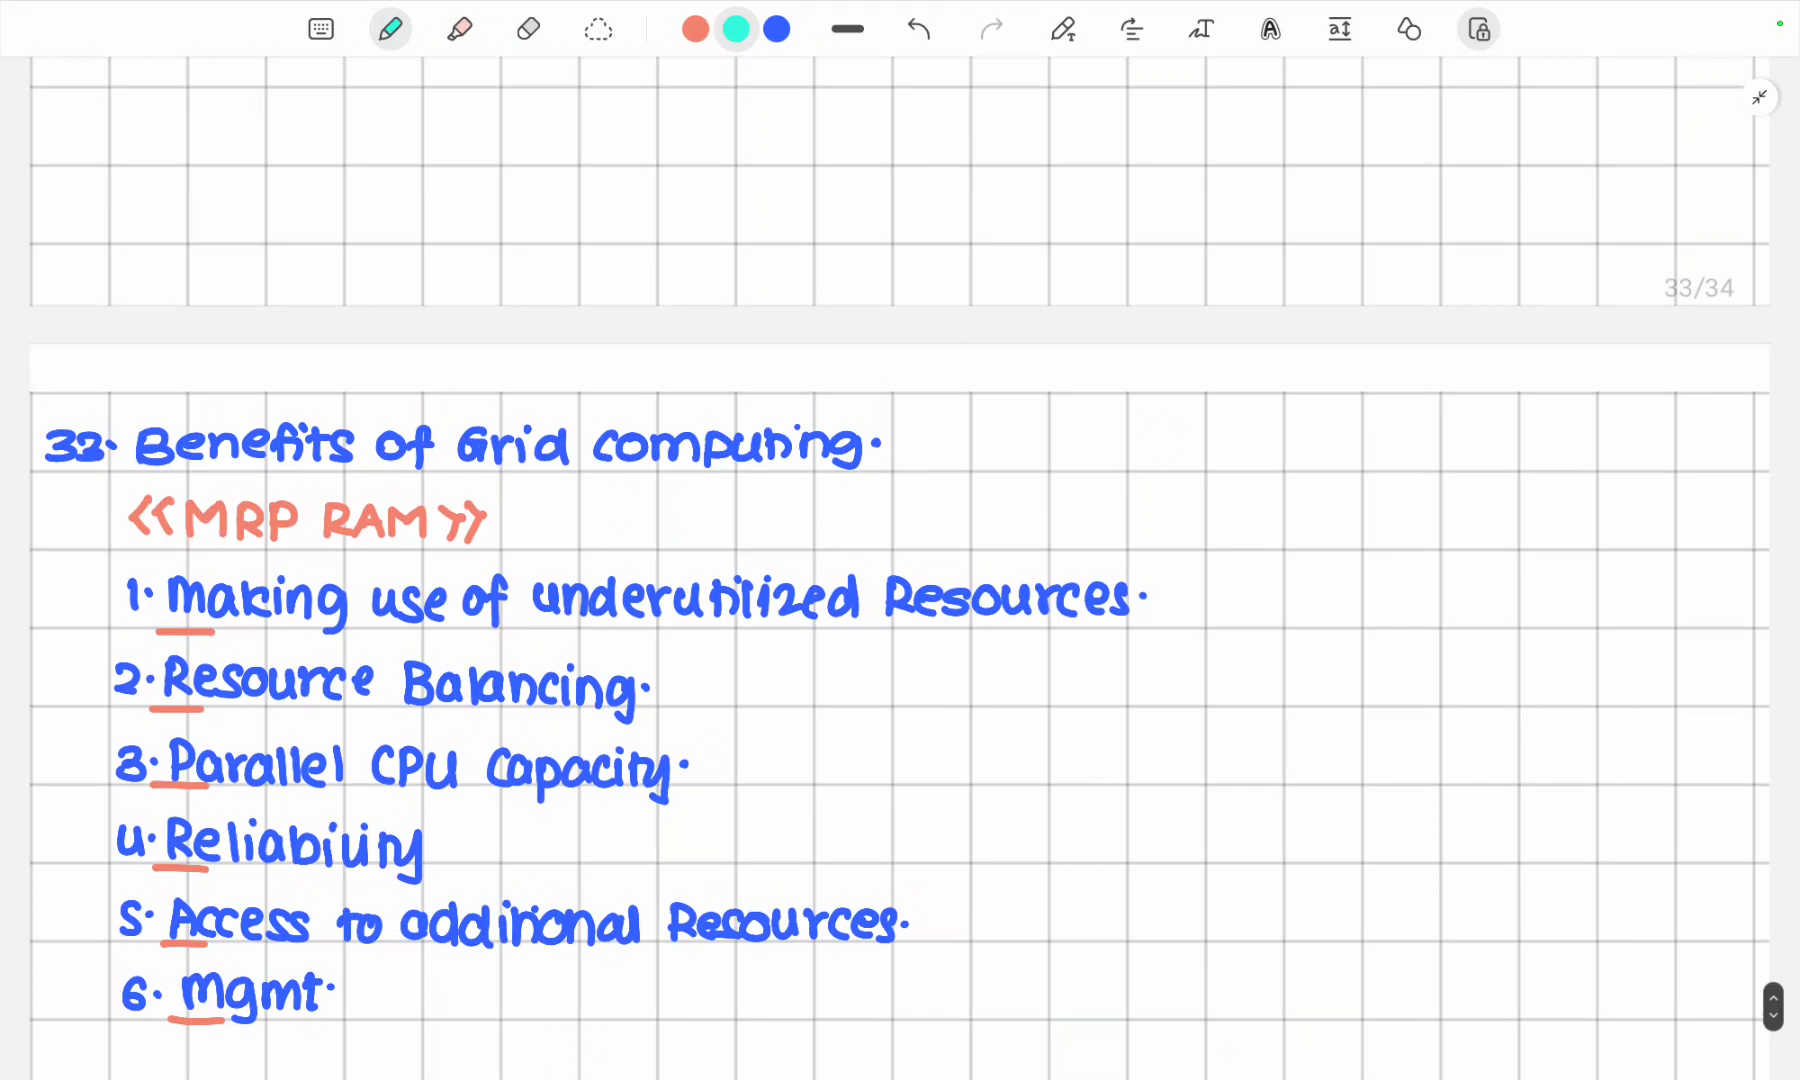 33/34
33. Benefits of Grid computing.
<<MRP RAM>>
1. Making use of underutilized Resources.
2. Resource Balancing.
3. Parallel CPU Capacity.
4. Reliability
5. Access to additional Resources.
6. Mgmt.